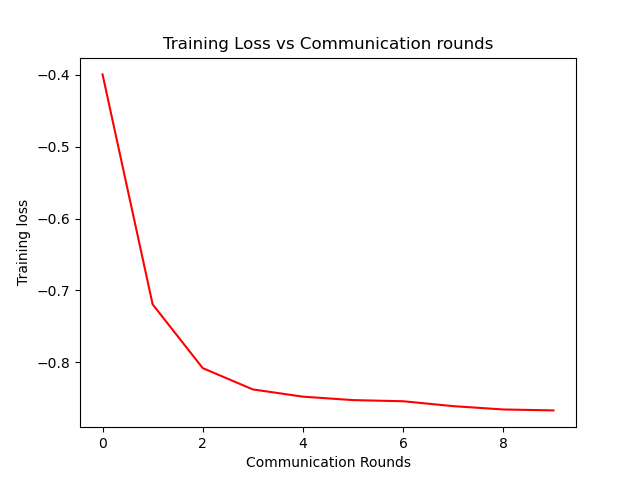 Training Loss vs Communication rounds
−0.4
−0.5
−0.6
−0.7
−0.8
Training loss
0 2 4 6 8
Communication Rounds